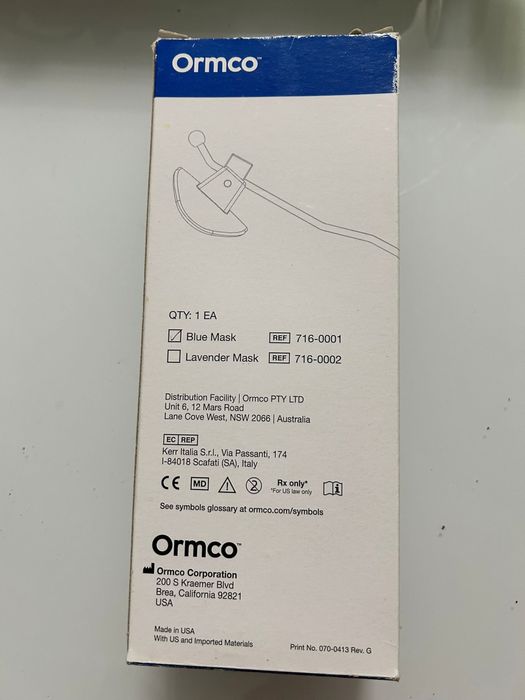 Ormco™
QTY: 1 EA
Blue Mask REF 716-0001
Lavender Mask REF 716-0002
Distribution Facility | Ormco PTY LTD
Unit 6, 12 Mars Road
Lane Cove West, NSW 2066 | Australia
EC REP
Kerr Italia S.r.l., Via Passanti, 174
I-84018 Scafati (SA), Italy
CE MD 2 Rx only*
*For US law only
See symbols glossary at ormco.com/symbols
Ormco™
Ormco Corporation
200 S Kraemer Blvd
Brea, California 92821
USA
Made in USA
With US and Imported Materials
Print No. 070-0413 Rev. G